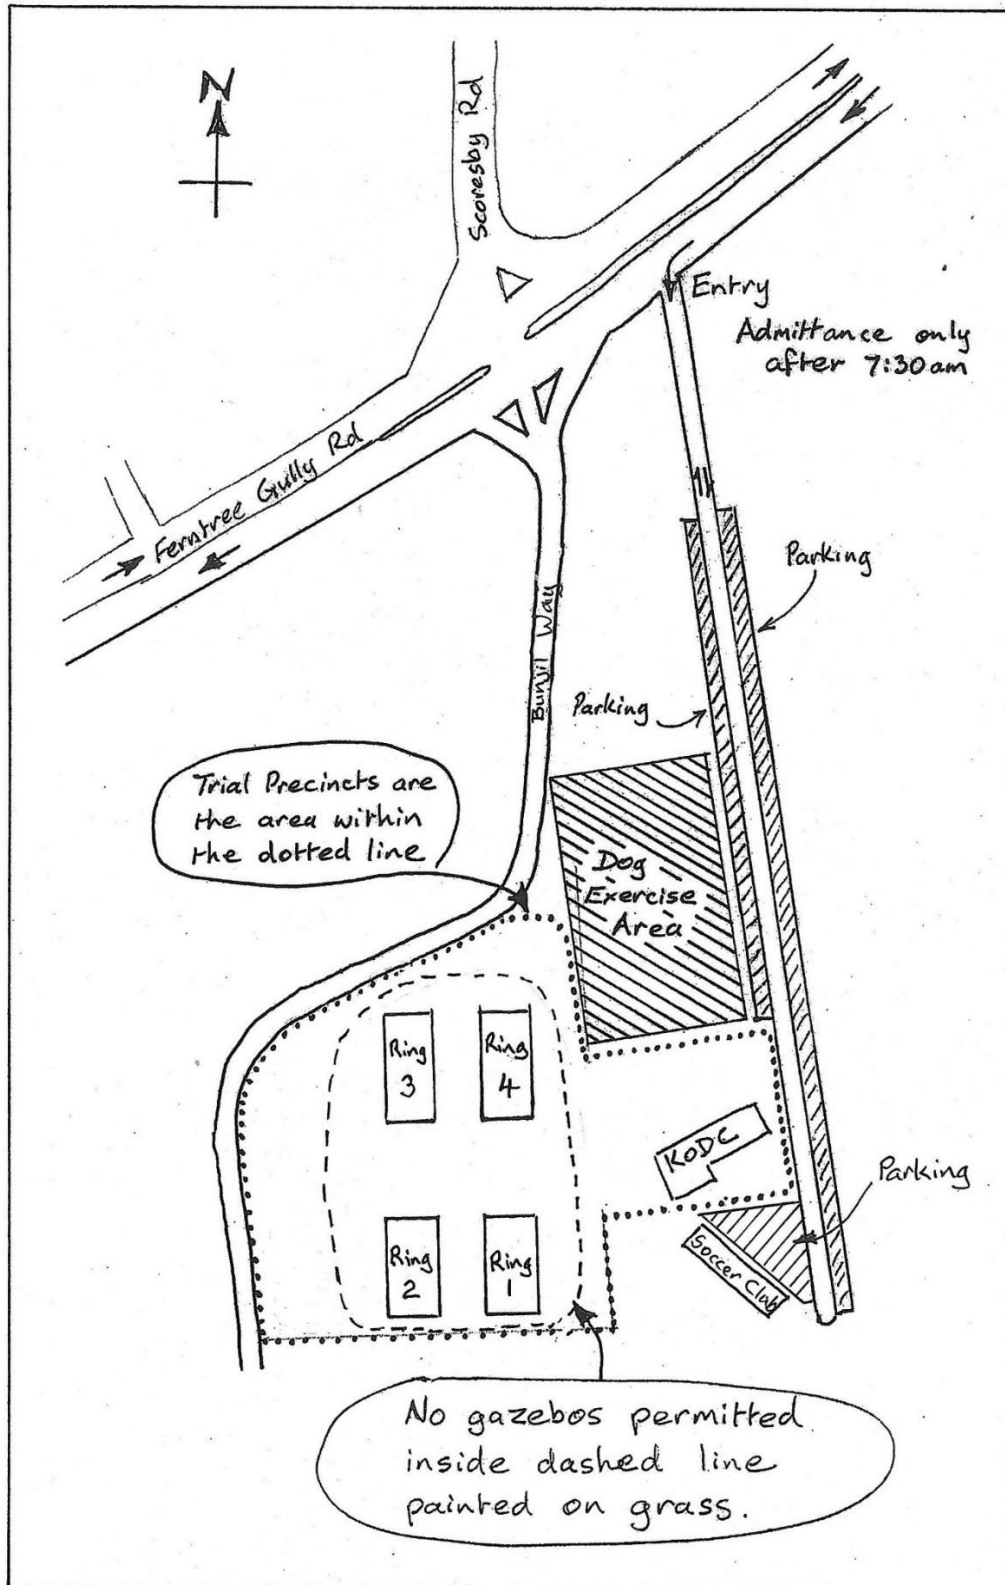 N
Scoresby Rd
Entry
Admittance only
after 7:30am
Ferntree Gully Rd
Parking
Bunjil Way
Parking
Trial Precincts are
the area within
the dotted line
Dog
Exercise
Area
Ring
3
Ring
4
KODC
Parking
Ring
2
Ring
1
Soccer Club
No gazebos permitted
inside dashed line
painted on grass.